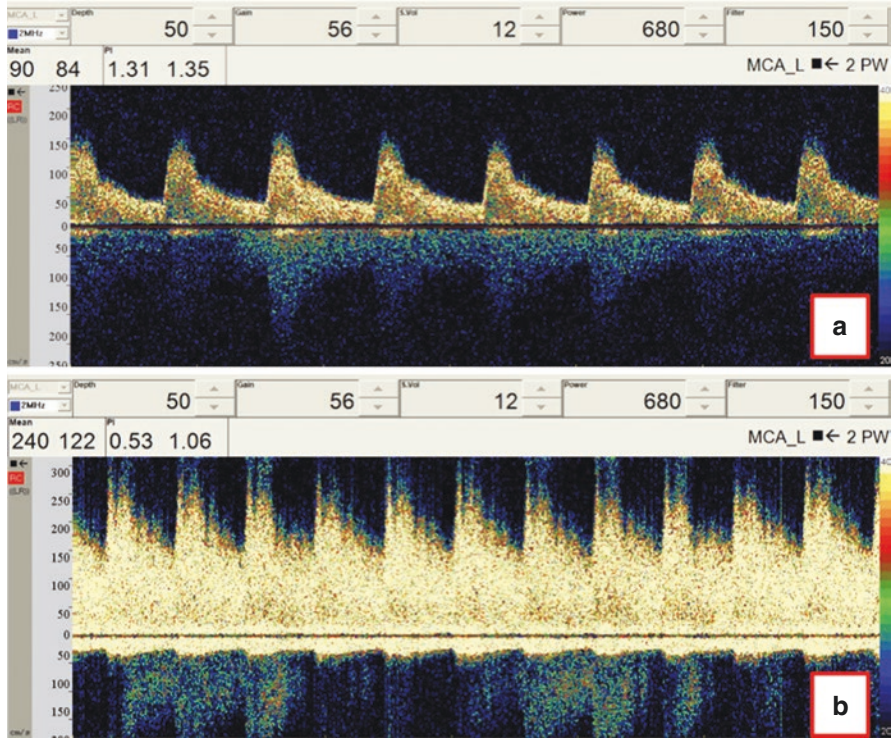 MCA_L Depth Gain S.Vol Power Filter
2MHz 50 56 12 680 150
Mean PI
90 84 1.31 1.35 MCA_L ■← 2 PW
250
200
150
100
50
0
50
100
150
200
250
cm/s
a
MCA_L Depth Gain S.Vol Power Filter
2MHz 50 56 12 680 150
Mean PI
240 122 0.53 1.06 MCA_L ■← 2 PW
300
250
200
150
100
50
0
50
100
150
200
cm/s
b